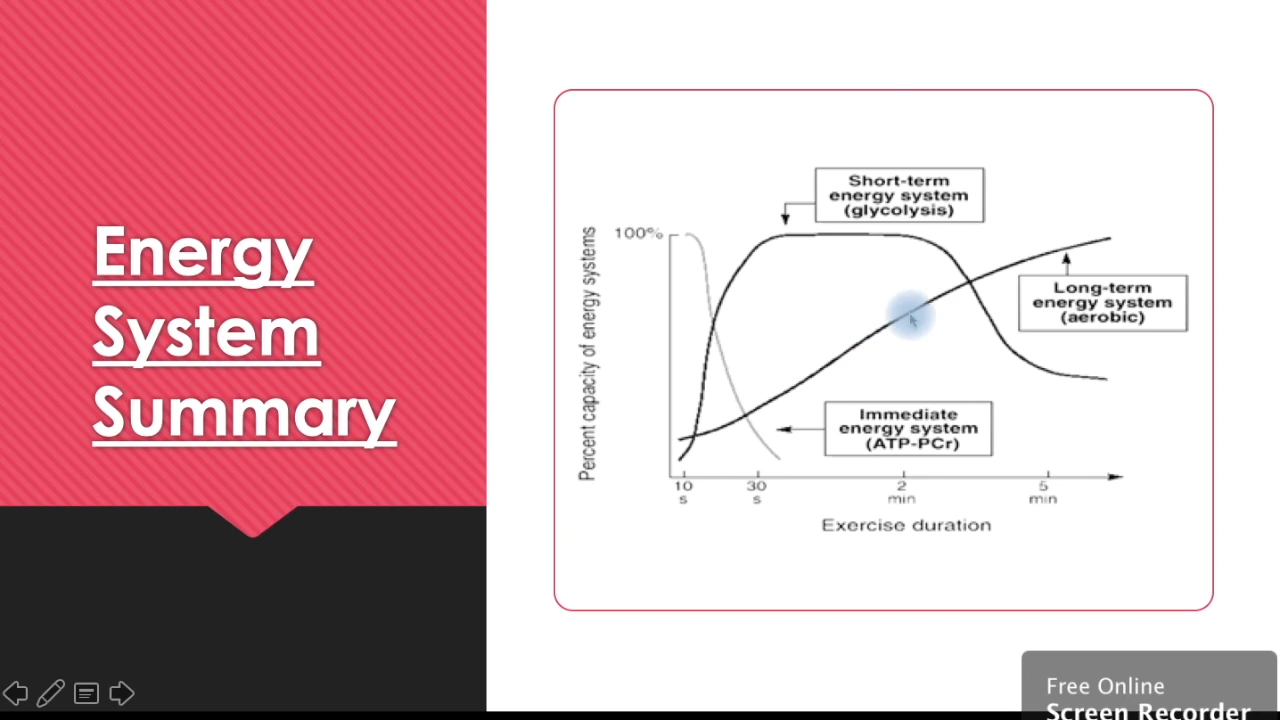 Energy
System
Summary
Short-term
energy system
(glycolysis)
100%
Percent capacity of energy systems
Long-term
energy system
(aerobic)
Immediate
energy system
(ATP-PCr)
10 30 2 5
s s min min
Exercise duration
Free Online
Screen Recorder